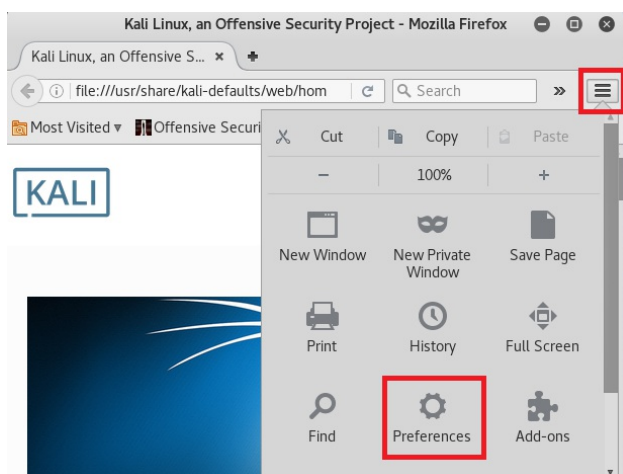 Kali Linux, an Offensive Security Project - Mozilla Firefox
Kali Linux, an Offensive S...
file:///usr/share/kali-defaults/web/hom
Search
Most Visited
Offensive Securi
Cut
Copy
Paste
100%
KALI
New Window
New Private
Window
Save Page
Print
History
Full Screen
Find
Preferences
Add-ons